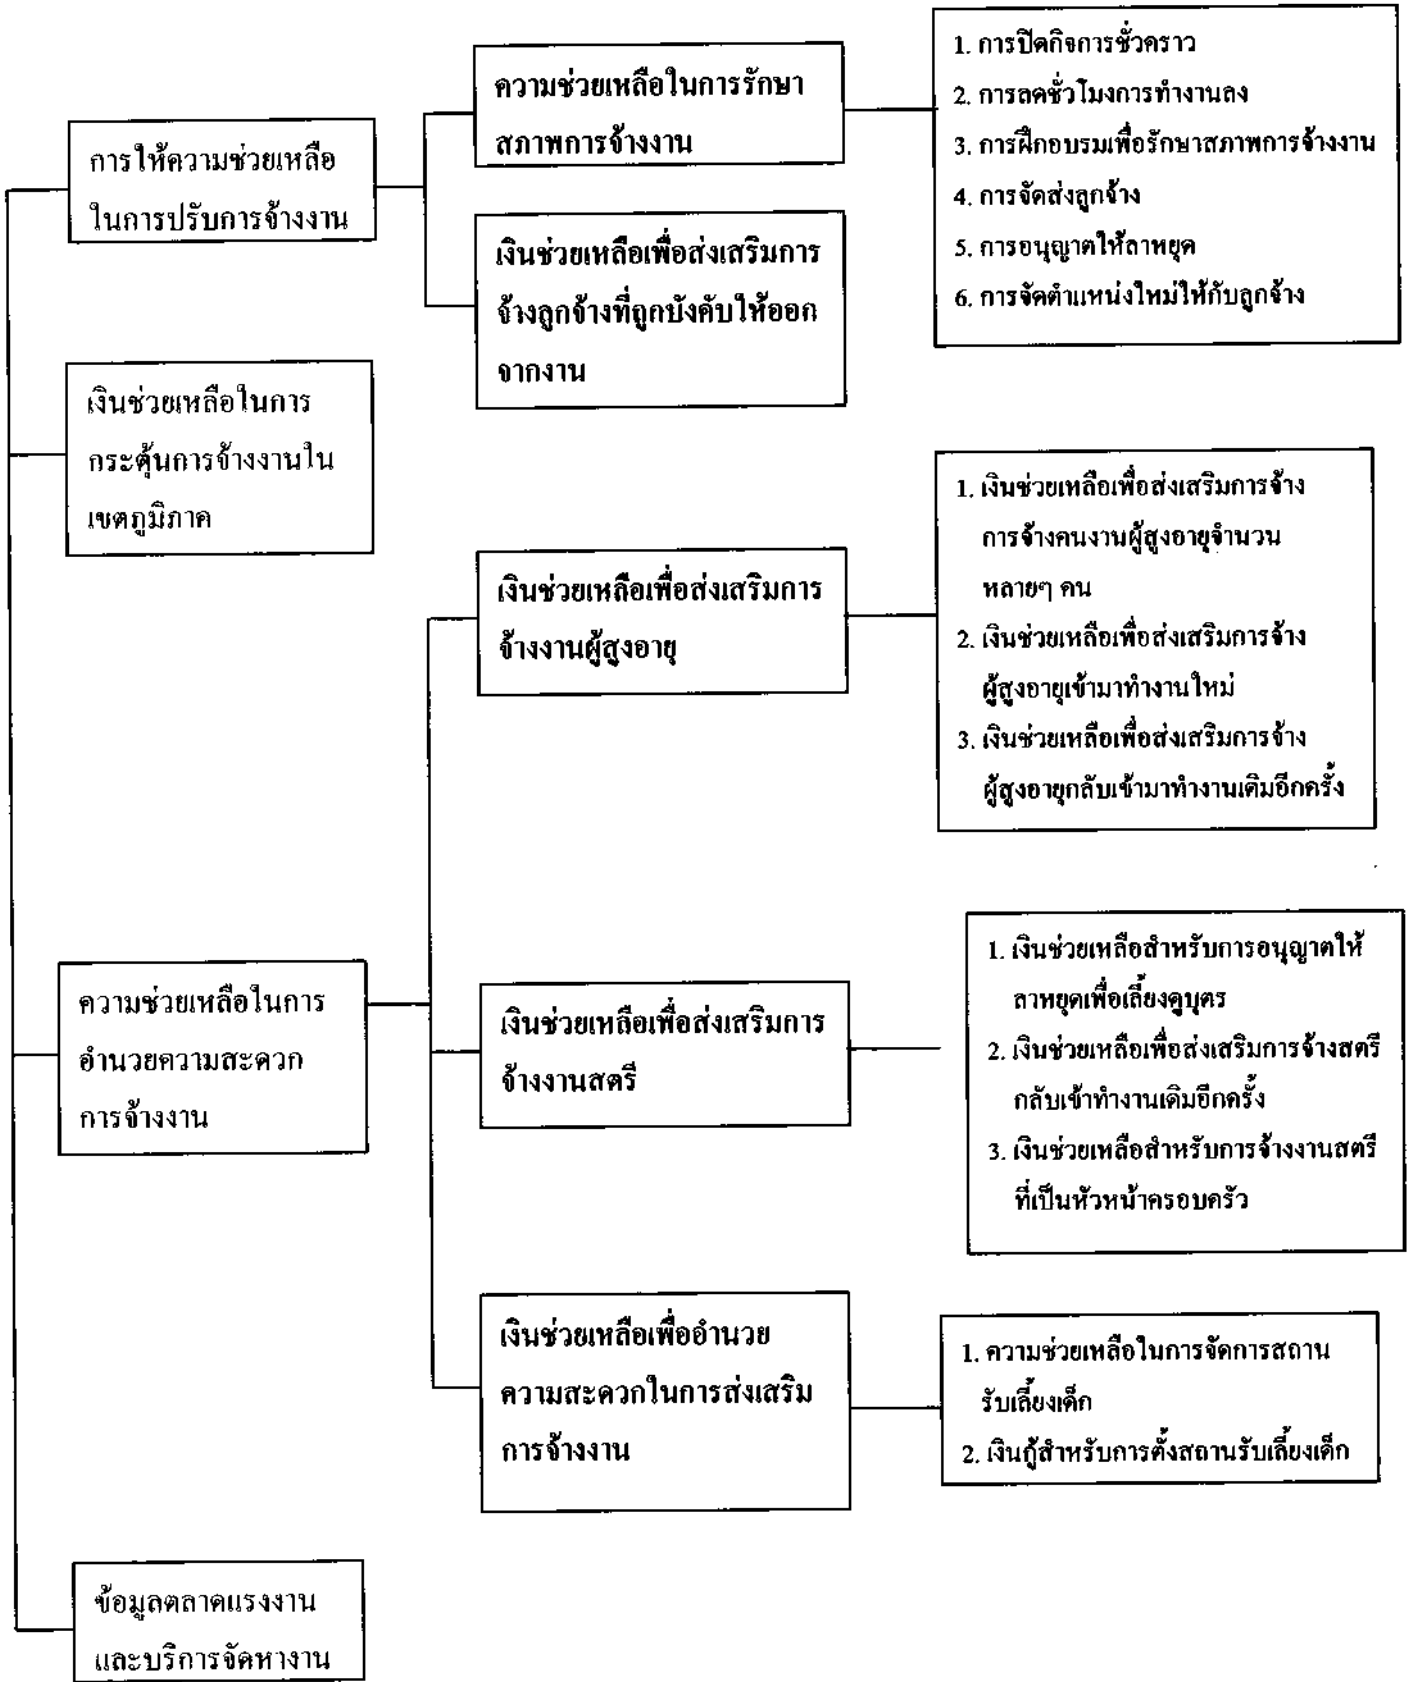 การให้ความช่วยเหลือ
ในการปรับการจ้างงาน
ความช่วยเหลือในการรักษา
สภาพการจ้างงาน
1. การปิดกิจการชั่วคราว
2. การลดชั่วโมงการทำงานลง
3. การฝึกอบรมเพื่อรักษาสภาพการจ้างงาน
4. การจัดส่งลูกจ้าง
5. การอนุญาตให้ลาหยุด
6. การจัดตำแหน่งใหม่ให้กับลูกจ้าง
เงินช่วยเหลือเพื่อส่งเสริมการ
จ้างลูกจ้างที่ถูกบังคับให้ออก
จากงาน
เงินช่วยเหลือในการ
กระตุ้นการจ้างงานใน
เขตภูมิภาค
ความช่วยเหลือในการ
อำนวยความสะดวก
การจ้างงาน
เงินช่วยเหลือเพื่อส่งเสริมการ
จ้างงานผู้สูงอายุ
1. เงินช่วยเหลือเพื่อส่งเสริมการจ้าง
การจ้างคนงานผู้สูงอายุจำนวน
หลายๆ คน
2. เงินช่วยเหลือเพื่อส่งเสริมการจ้าง
ผู้สูงอายุเข้ามาทำงานใหม่
3. เงินช่วยเหลือเพื่อส่งเสริมการจ้าง
ผู้สูงอายุกลับเข้ามาทำงานเดิมอีกครั้ง
เงินช่วยเหลือเพื่อส่งเสริมการ
จ้างงานสตรี
1. เงินช่วยเหลือสำหรับการอนุญาตให้
ลาหยุดเพื่อเลี้ยงดูบุตร
2. เงินช่วยเหลือเพื่อส่งเสริมการจ้างสตรี
กลับเข้าทำงานเดิมอีกครั้ง
3. เงินช่วยเหลือสำหรับการจ้างงานสตรี
ที่เป็นหัวหน้าครอบครัว
เงินช่วยเหลือเพื่ออำนวย
ความสะดวกในการส่งเสริม
การจ้างงาน
1. ความช่วยเหลือในการจัดการสถาน
รับเลี้ยงเด็ก
2. เงินกู้สำหรับการตั้งสถานรับเลี้ยงเด็ก
ข้อมูลตลาดแรงงาน
และบริการจัดหางาน